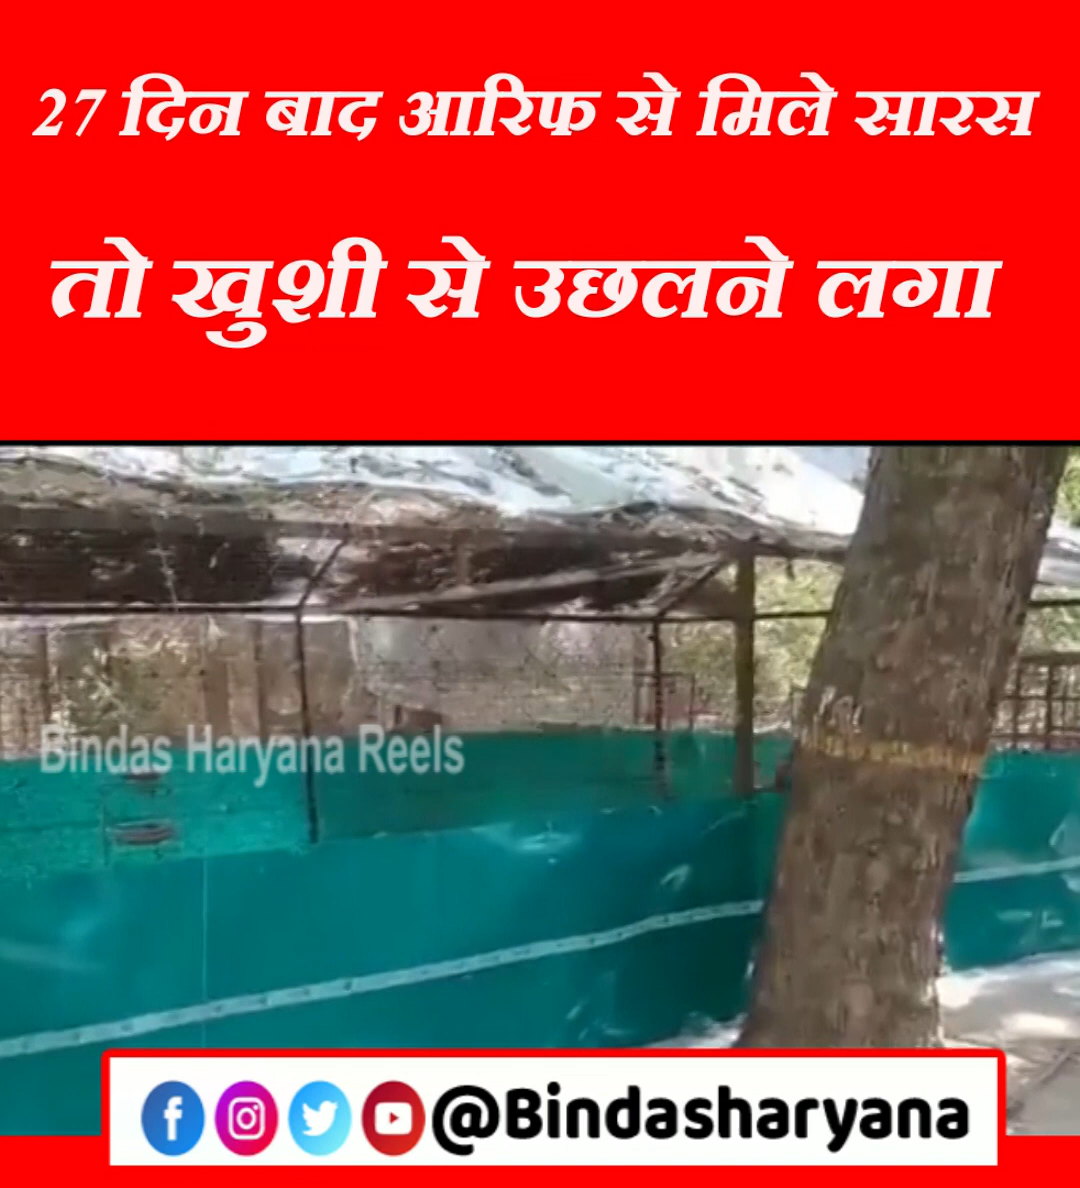 27 दिन बाद आरिफ से मिले सारस
तो खुशी से उछलने लगा
Bindas Haryana Reels
@Bindasharyana